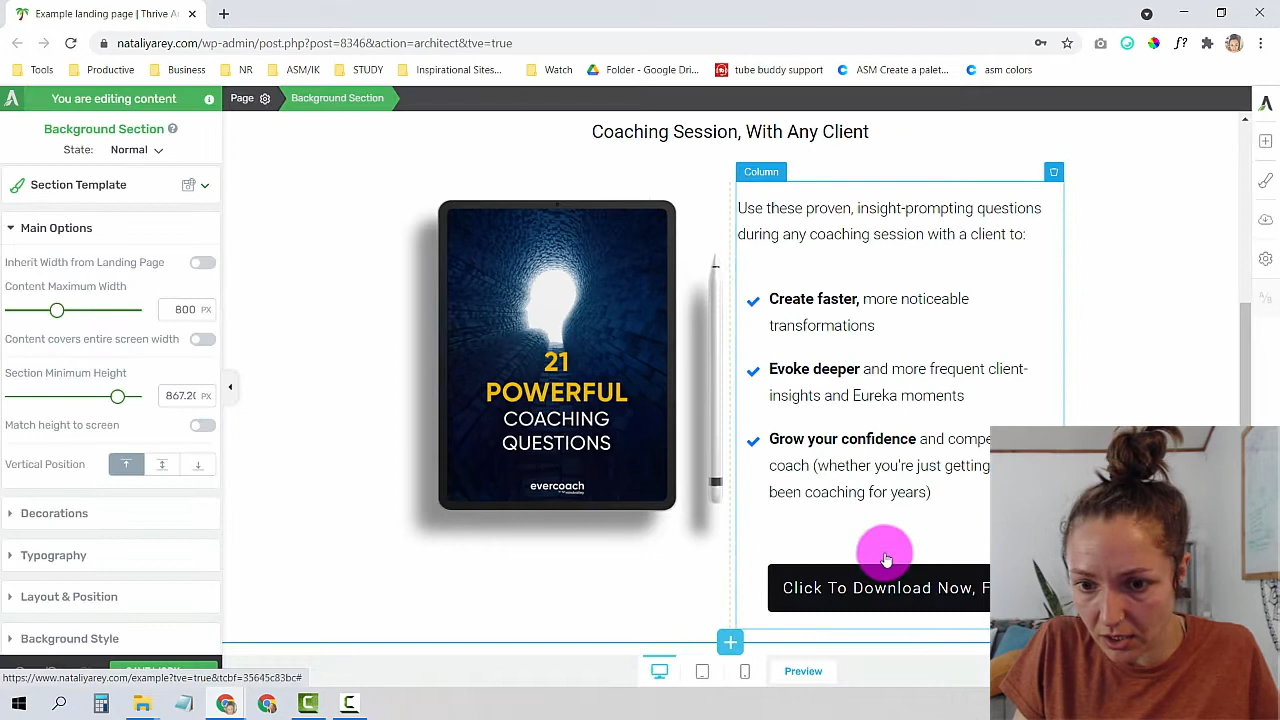 Example landing page | Thrive Ar
nataliyarey.com/wp-admin/post.php?post=8346&action=architect&tve=true
Tools
Productive
Business
NR
ASM/IK
STUDY
Inspirational Sites...
Watch
Folder - Google Dri...
tube buddy support
ASM Create a palet...
asm colors
You are editing content
Page
Background Section
Background Section
State: Normal
Section Template
Main Options
Inherit Width from Landing Page
Content Maximum Width
800 PX
Content covers entire screen width
Section Minimum Height
867.20 PX
Match height to screen
Vertical Position
Decorations
Typography
Layout & Position
Background Style
https://www.nataliyarey.com/example?tve=true&tcbf=35645c83bc#
Coaching Session, With Any Client
Column
21
POWERFUL
COACHING
QUESTIONS
evercoach
Use these proven, insight-prompting questions
during any coaching session with a client to:
Create faster, more noticeable
transformations
Evoke deeper and more frequent client-
insights and Eureka moments
Grow your confidence and compe
coach (whether you're just getting
been coaching for years)
Click To Download Now, F
Preview